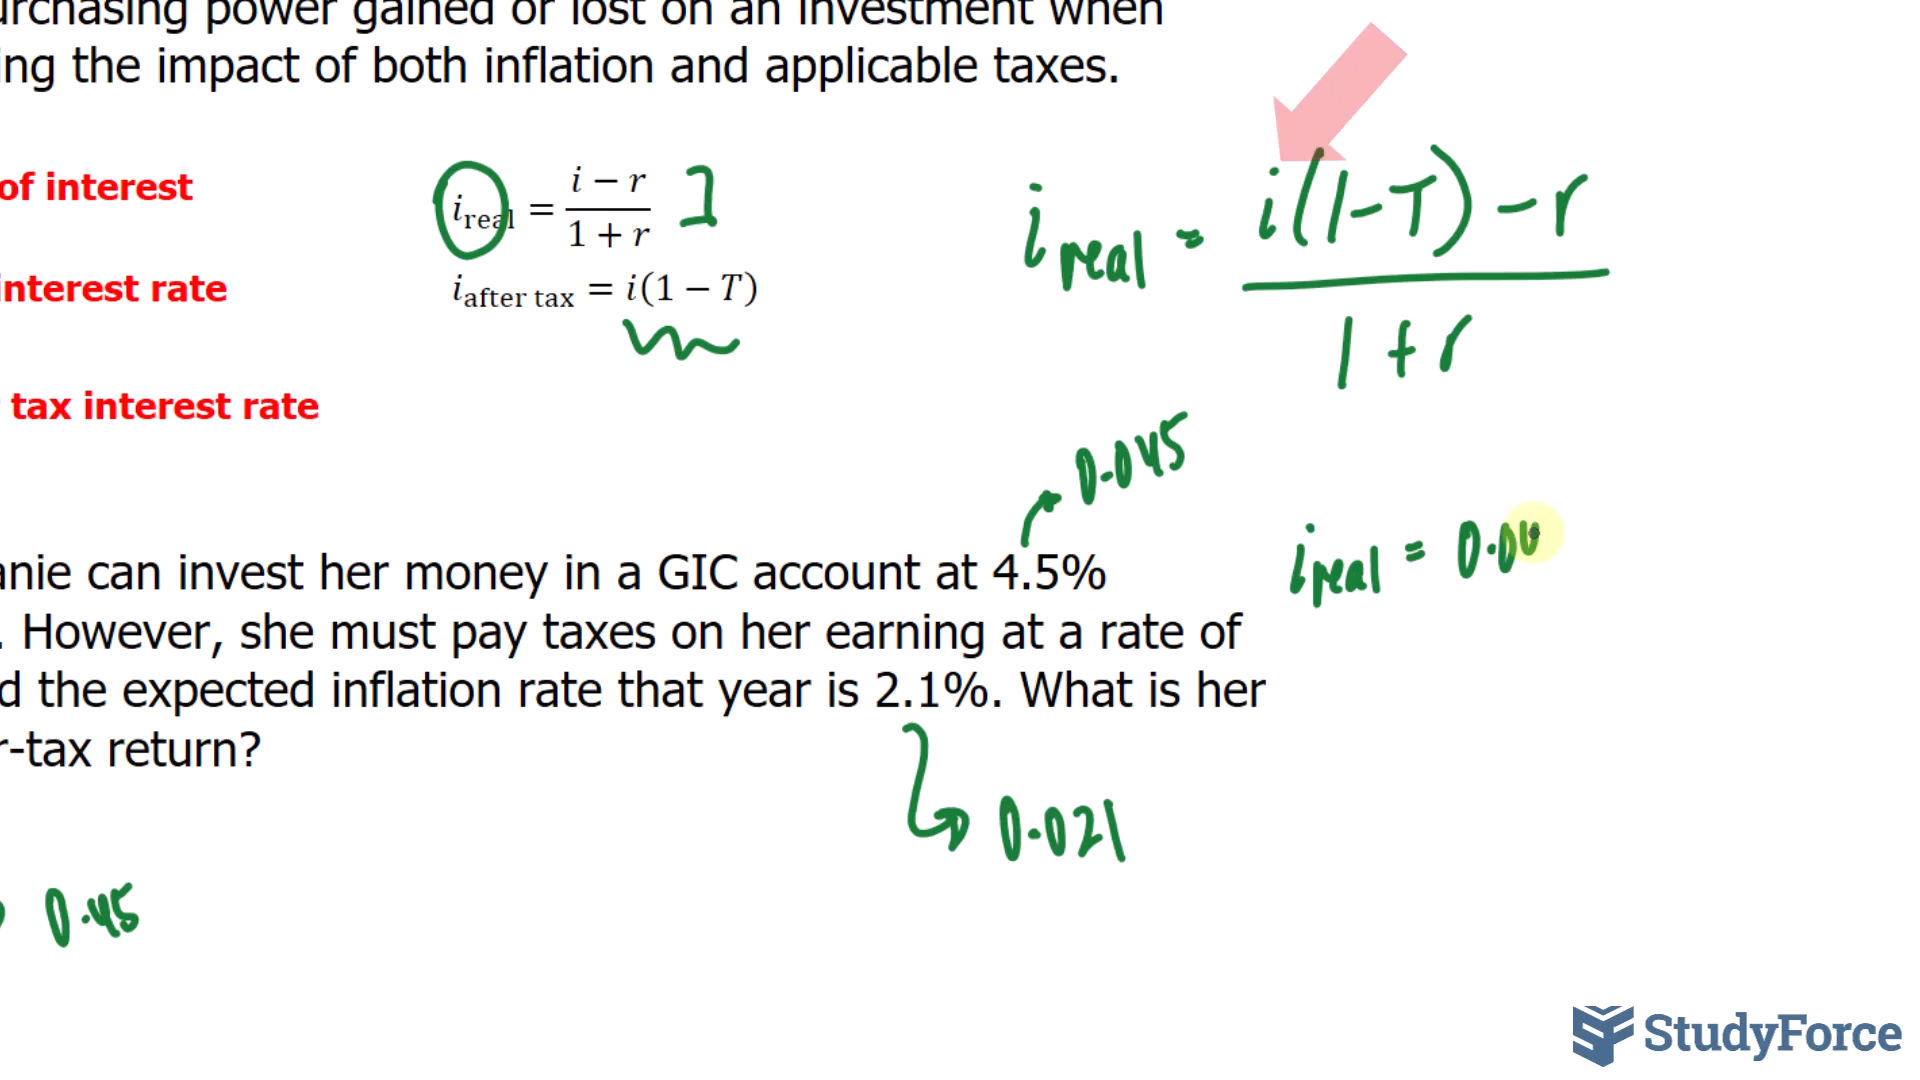 urchasing power gained or lost on an investment when
ing the impact of both inflation and applicable taxes.
of interest
i_real = (i − r)/(1 + r)
i_real = (i(1-T) - r)/(1+r)
interest rate
i_after tax = i(1 − T)
tax interest rate
0.045
i_real = 0.00
anie can invest her money in a GIC account at 4.5%
. However, she must pay taxes on her earning at a rate of
d the expected inflation rate that year is 2.1%. What is her
r-tax return?
0.021
0.45
StudyForce